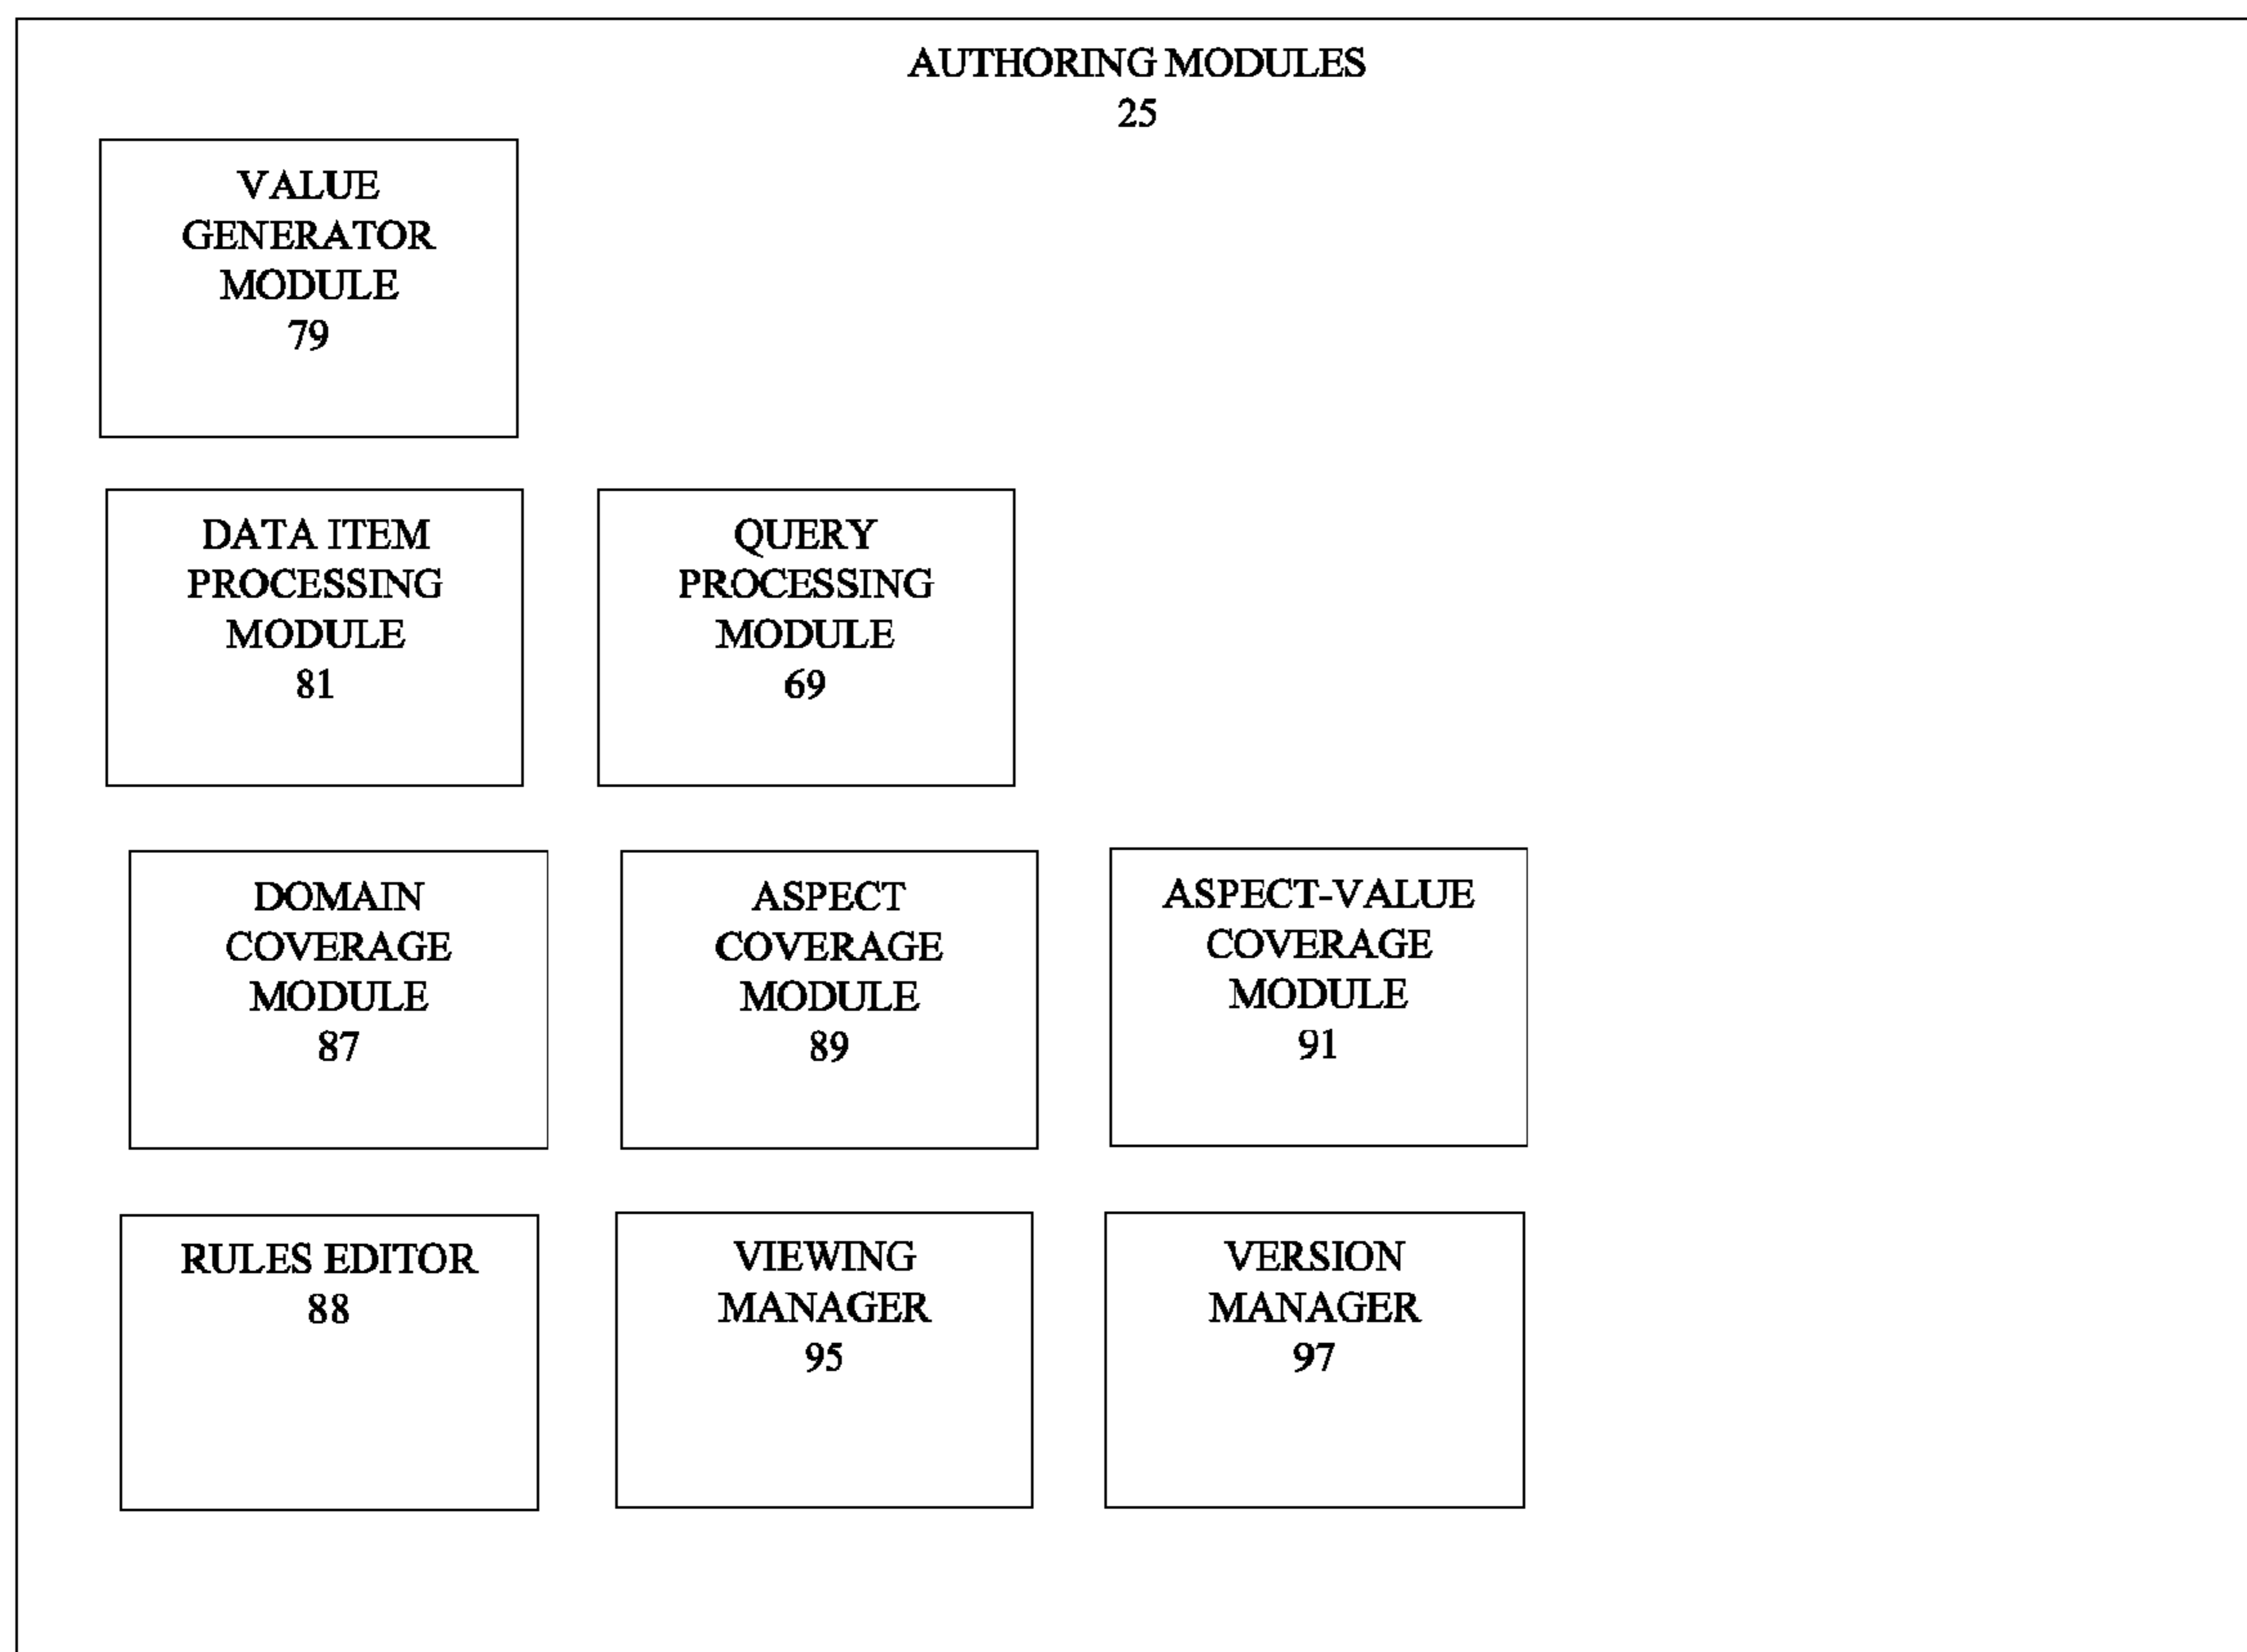 AUTHORING MODULES
25
VALUE
GENERATOR
MODULE
79
DATA ITEM
PROCESSING
MODULE
81
QUERY
PROCESSING
MODULE
69
DOMAIN
COVERAGE
MODULE
87
ASPECT
COVERAGE
MODULE
89
ASPECT-VALUE
COVERAGE
MODULE
91
RULES EDITOR
88
VIEWING
MANAGER
95
VERSION
MANAGER
97